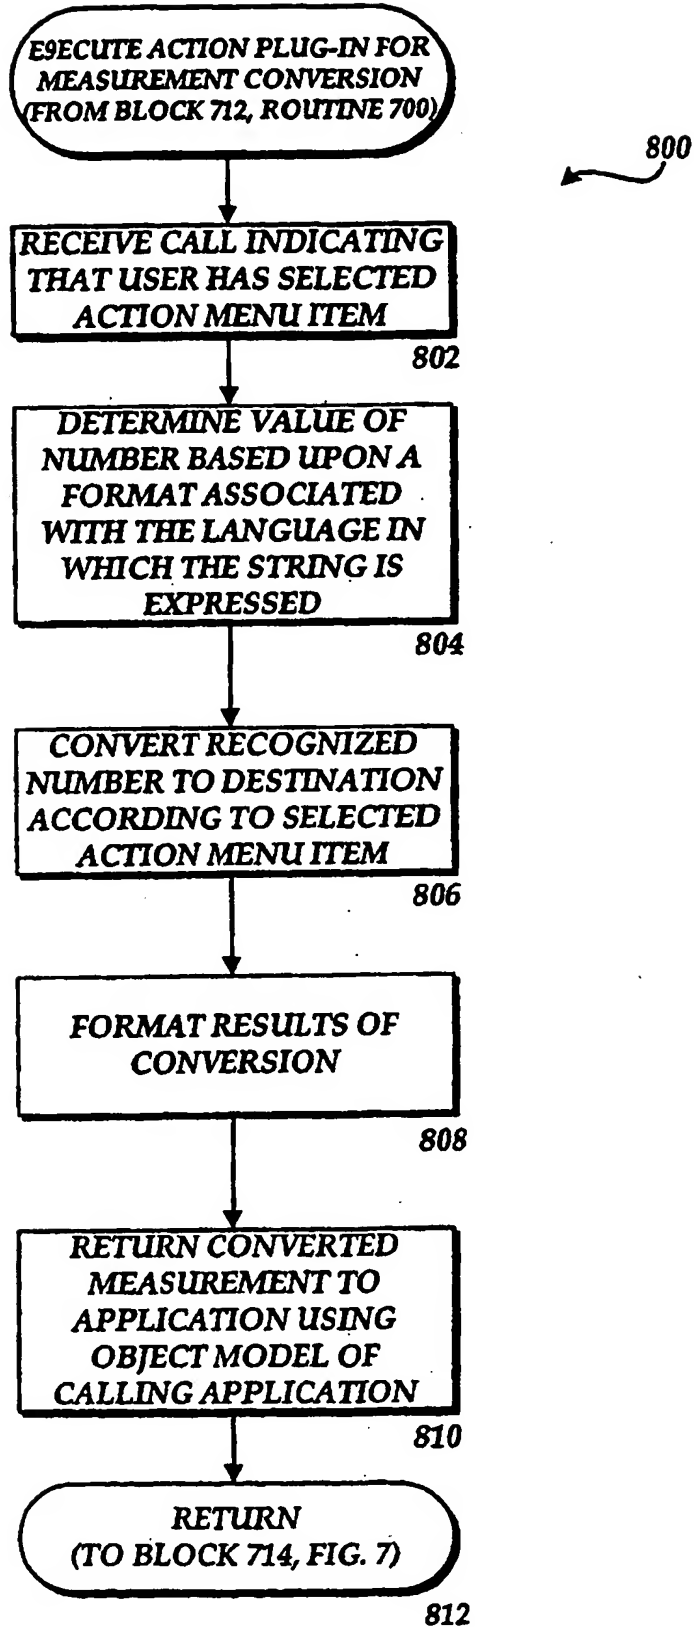 E9ECUTE ACTION PLUG-IN FOR
MEASUREMENT CONVERSION
(FROM BLOCK 712, ROUTINE 700)
800
RECEIVE CALL INDICATING
THAT USER HAS SELECTED
ACTION MENU ITEM
802
DETERMINE VALUE OF
NUMBER BASED UPON A
FORMAT ASSOCIATED
WITH THE LANGUAGE IN
WHICH THE STRING IS
EXPRESSED
804
CONVERT RECOGNIZED
NUMBER TO DESTINATION
ACCORDING TO SELECTED
ACTION MENU ITEM
806
FORMAT RESULTS OF
CONVERSION
808
RETURN CONVERTED
MEASUREMENT TO
APPLICATION USING
OBJECT MODEL OF
CALLING APPLICATION
810
RETURN
(TO BLOCK 714, FIG. 7)
812